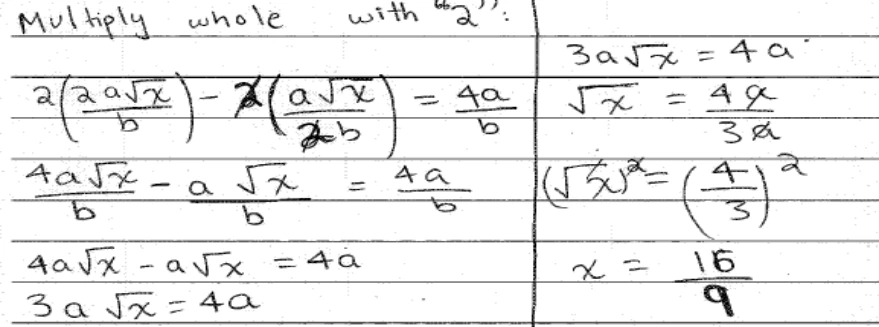 Multiply whole with "2":
2(2a√x/b) - 2(a√x/2b) = 4a/b
4a√x/b - a√x/b = 4a/b
4a√x - a√x = 4a
3a√x = 4a
3a√x = 4a
√x = 4a/3a
(√x)² = (4/3)²
x = 16/9